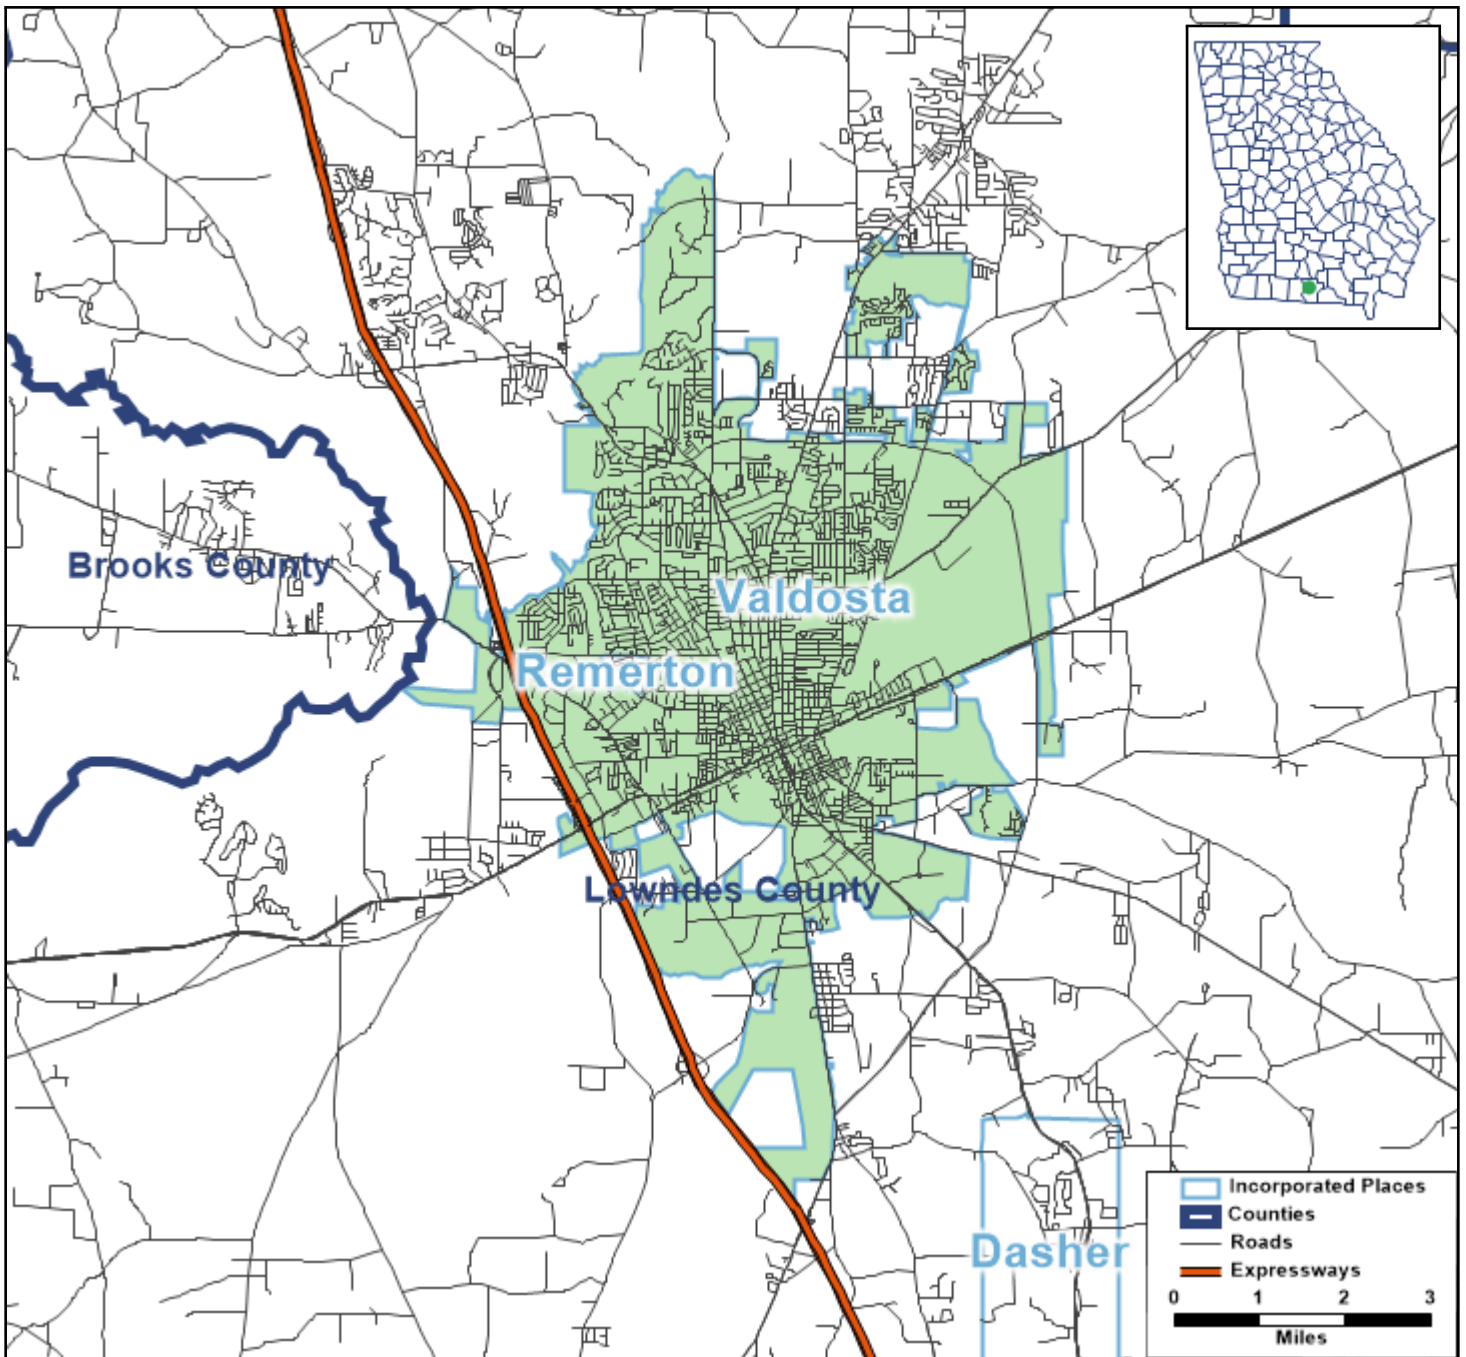 Brooks County
Valdosta
Remerton
Lowndes County
Dasher
Incorporated Places
Counties
Roads
Expressways
0 1 2 3
Miles